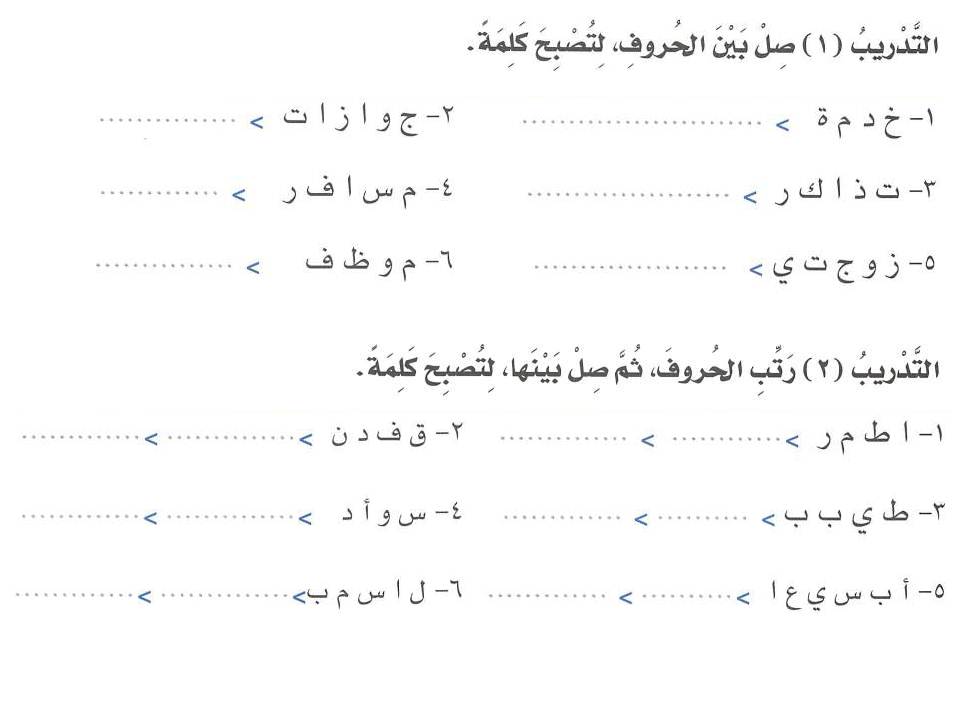 التَّدْرِيبُ (١) صِلْ بَيْنَ الحُروفِ، لِتُصْبِحَ كَلِمَةً.
١- خ د م ة > ........................ ٢- ج و ا ز ا ت > ..............
٣- ت ذ ا ك ر > ..................... ٤- م س ا ف ر > ............
٥- ز و ج ت ي > .................... ٦- م و ظ ف > ..............
التَّدْرِيبُ (٢) رَتِّبِ الحُروفَ، ثُمَّ صِلْ بَيْنَها، لِتُصْبِحَ كَلِمَةً.
١- ا ط م ر > ............ > ............. ٢- ق ف د ن > ............. > ............
٣- ط ي ب ب > .......... > ............ ٤- س و أ د > ............. > ............
٥- أ ب س ي ع ا > .......... > ............ ٦- ل ا س م ب > ............. > ............